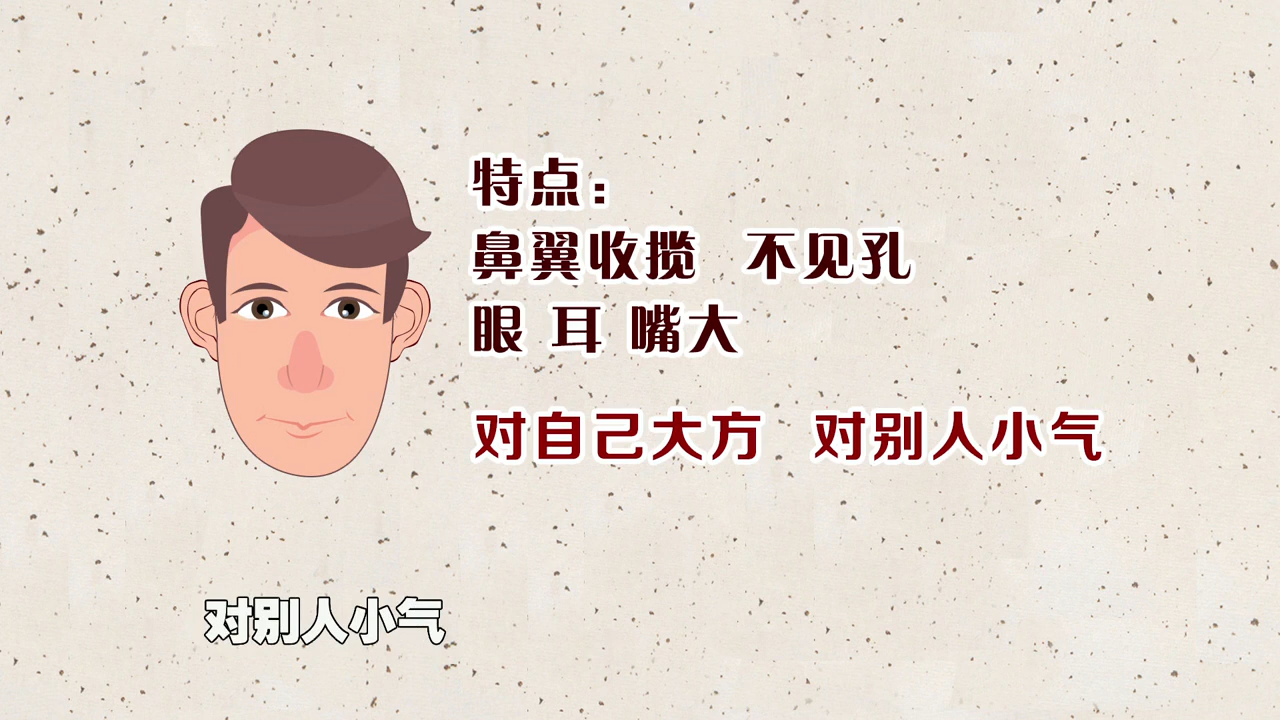 特点：
鼻翼收揽 不见孔
眼 耳 嘴大
对自己大方 对别人小气
对别人小气